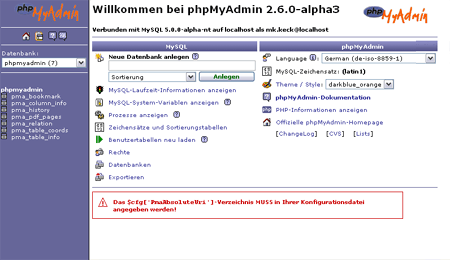 phpMyAdmin
Datenbank:
phpmyadmin (7)
phpmyadmin
pma_bookmark
pma_column_info
pma_history
pma_pdf_pages
pma_relation
pma_table_coords
pma_table_info
Willkommen bei phpMyAdmin 2.6.0-alpha3
phpMyAdmin
Verbunden mit MySQL 5.0.0-alpha-nt auf localhost als mk.keck@localhost
MySQL
Neue Datenbank anlegen
Sortierung Anlegen
MySQL-Laufzeit-Informationen anzeigen
MySQL-System-Variablen anzeigen
Prozesse anzeigen
Zeichensätze und Sortierungstabellen
Benutzertabellen neu laden
Rechte
Datenbanken
Exportieren
phpMyAdmin
Language: German (de-iso-8859-1)
MySQL-Zeichensatz: (latin1)
Theme / Style: darkblue_orange
phpMyAdmin-Dokumentation
PHP-Informationen anzeigen
Offizielle phpMyAdmin-Homepage
[ChangeLog] [CVS] [Lists]
Das $cfg['PmaAbsoluteUri']-Verzeichnis MUSS in Ihrer Konfigurationsdatei
angegeben werden!